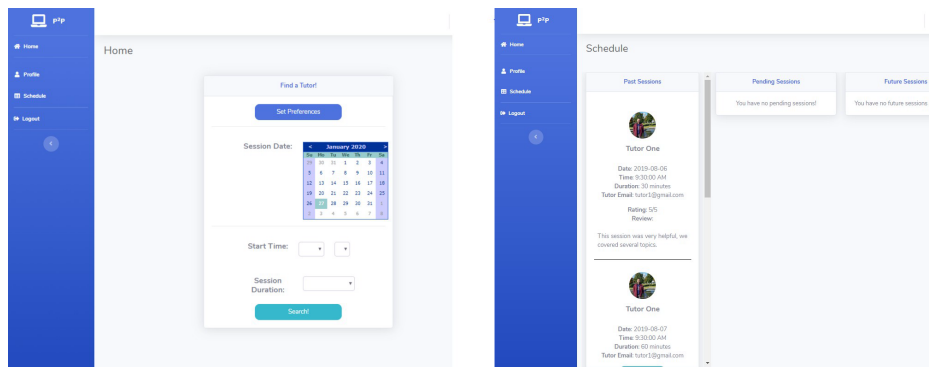 P²P
Home
Profile
Schedule
Logout
Home
Find a Tutor!
Set Preferences
Session Date:
< January 2020 >
Su Mo Tu We Th Fr Sa
29 30 31 1 2 3 4
5 6 7 8 9 10 11
12 13 14 15 16 17 18
19 20 21 22 23 24 25
26 27 28 29 30 31 1
2 3 4 5 6 7 8
Start Time:
Session
Duration:
Search!
P²P
Home
Profile
Schedule
Logout
Schedule
Past Sessions
Tutor One
Date: 2019-08-06
Time: 9:30:00 AM
Duration: 30 minutes
Tutor Email: tutor1@gmail.com
Rating: 5/5
Review:
This session was very helpful, we
covered several topics.
Tutor One
Date: 2019-08-07
Time: 9:30:00 AM
Duration: 60 minutes
Tutor Email: tutor1@gmail.com
Pending Sessions
You have no pending sessions!
Future Sessions
You have no future sessions